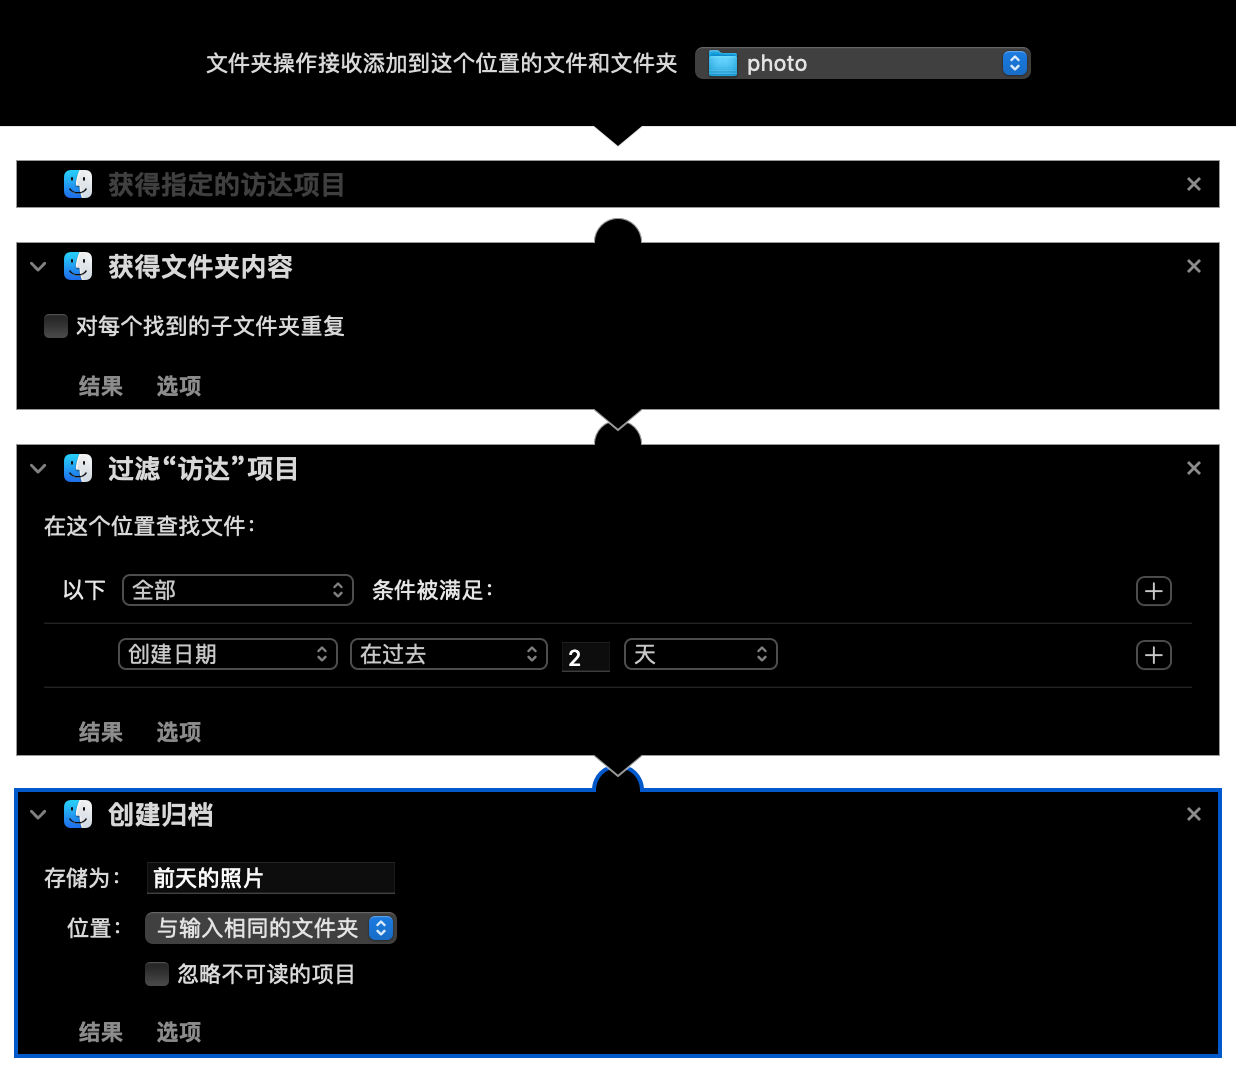 文件夹操作接收添加到这个位置的文件和文件夹 photo
获得指定的访达项目
获得文件夹内容
对每个找到的子文件夹重复
结果 选项
过滤“访达”项目
在这个位置查找文件：
以下 全部 条件被满足：
创建日期 在过去 2 天
结果 选项
创建归档
存储为： 前天的照片
位置： 与输入相同的文件夹
忽略不可读的项目
结果 选项